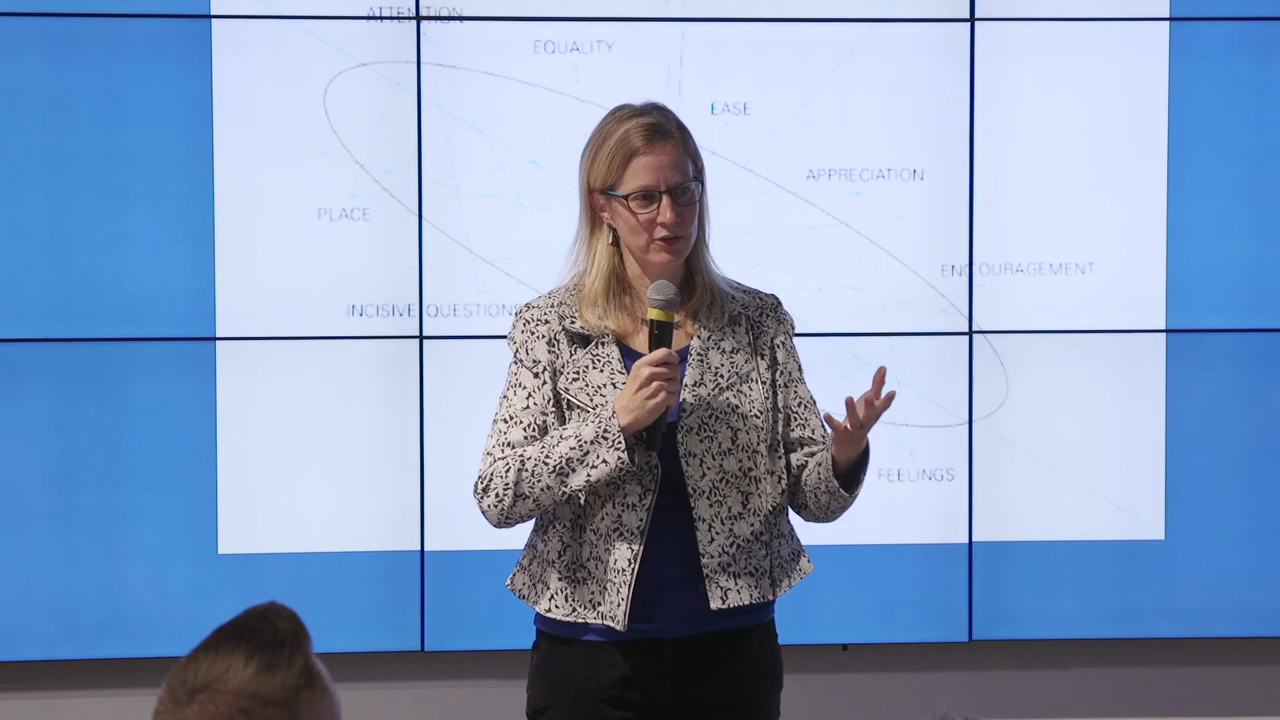 ATTENTION
EQUALITY
EASE
APPRECIATION
PLACE
ENCOURAGEMENT
INCISIVE QUESTIONS
FEELINGS